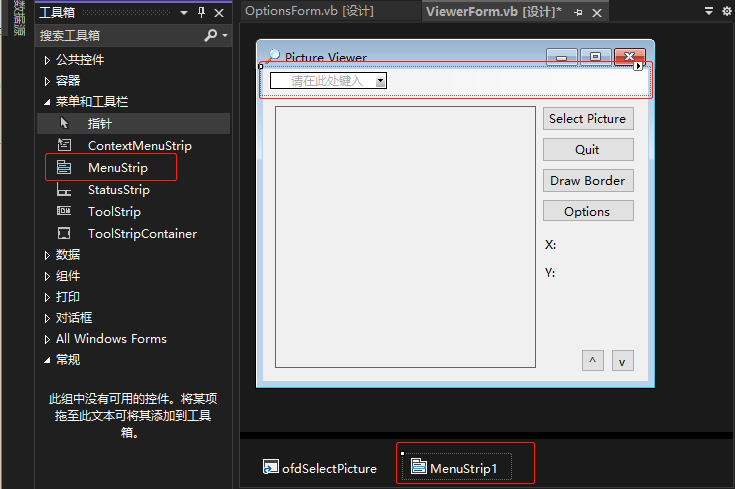 数据源
工具箱
搜索工具箱
公共控件
容器
菜单和工具栏
指针
ContextMenuStrip
MenuStrip
StatusStrip
ToolStrip
ToolStripContainer
数据
组件
打印
对话框
All Windows Forms
常规
此组中没有可用的控件。将某项
拖至此文本可将其添加到工具
箱。
OptionsForm.vb [设计]
ViewerForm.vb [设计]*
Picture Viewer
请在此处键入
Select Picture
Quit
Draw Border
Options
X:
Y:
^
v
ofdSelectPicture
MenuStrip1